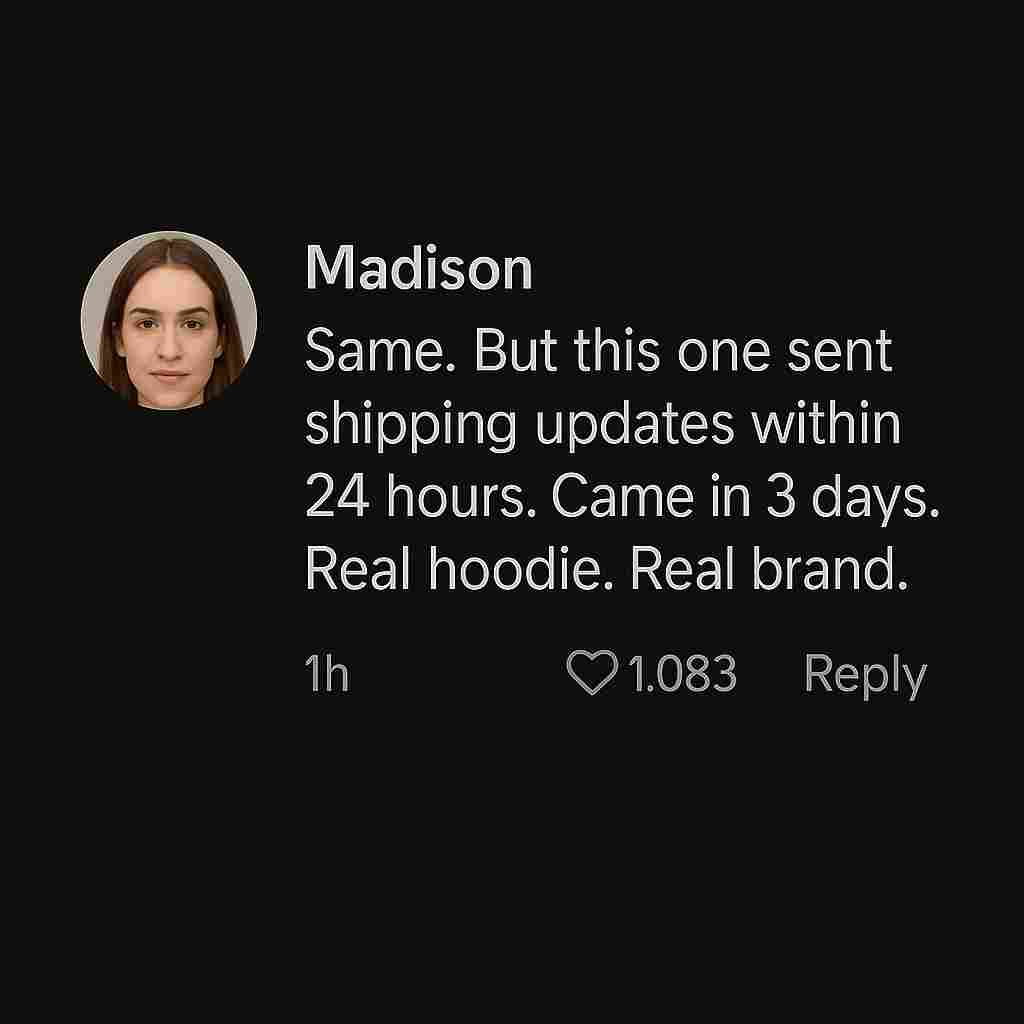 Madison
Same. But this one sent
shipping updates within
24 hours. Came in 3 days.
Real hoodie. Real brand.
1h 1.083 Reply